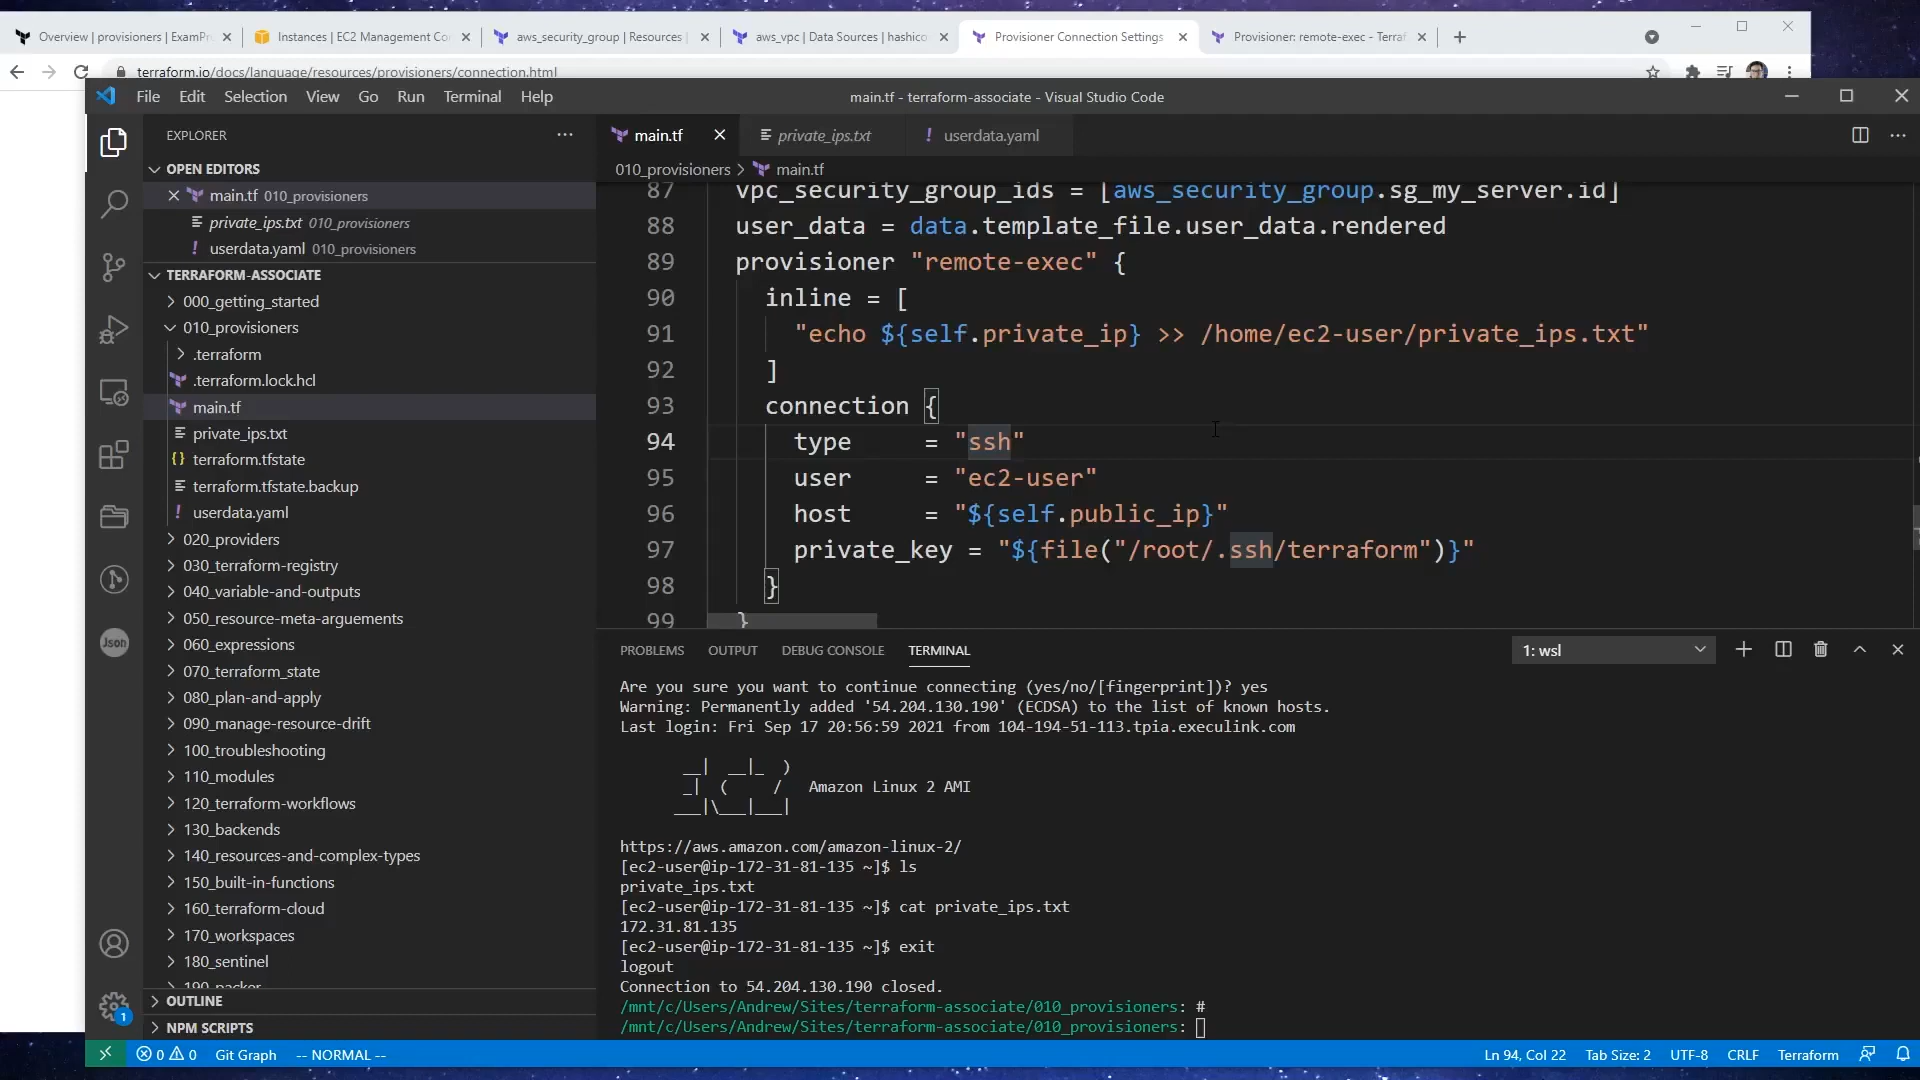 Overview | provisioners | ExamPr
Instances | EC2 Management Co
aws_security_group | Resources
aws_vpc | Data Sources | hashico
Provisioner Connection Settings
Provisioner: remote-exec - Terraf
terraform.io/docs/language/resources/provisioners/connection.html
File Edit Selection View Go Run Terminal Help
main.tf - terraform-associate - Visual Studio Code
EXPLORER
OPEN EDITORS
main.tf 010_provisioners
private_ips.txt 010_provisioners
userdata.yaml 010_provisioners
TERRAFORM-ASSOCIATE
000_getting_started
010_provisioners
.terraform
.terraform.lock.hcl
main.tf
private_ips.txt
terraform.tfstate
terraform.tfstate.backup
userdata.yaml
020_providers
030_terraform-registry
040_variable-and-outputs
050_resource-meta-arguements
060_expressions
070_terraform_state
080_plan-and-apply
090_manage-resource-drift
100_troubleshooting
110_modules
120_terraform-workflows
130_backends
140_resources-and-complex-types
150_built-in-functions
160_terraform-cloud
170_workspaces
180_sentinel
190_packer
OUTLINE
NPM SCRIPTS
Json
1
main.tf private_ips.txt userdata.yaml
010_provisioners > main.tf
87 vpc_security_group_ids = [aws_security_group.sg_my_server.id]
88 user_data = data.template_file.user_data.rendered
89 provisioner "remote-exec" {
90 inline = [
91 "echo ${self.private_ip} >> /home/ec2-user/private_ips.txt"
92 ]
93 connection {
94 type = "ssh"
95 user = "ec2-user"
96 host = "${self.public_ip}"
97 private_key = "${file("/root/.ssh/terraform")}"
98 }
99 }
PROBLEMS OUTPUT DEBUG CONSOLE TERMINAL
1: wsl
Are you sure you want to continue connecting (yes/no/[fingerprint])? yes
Warning: Permanently added '54.204.130.190' (ECDSA) to the list of known hosts.
Last login: Fri Sep 17 20:56:59 2021 from 104-194-51-113.tpia.execulink.com
__| __|_ )
_| ( / Amazon Linux 2 AMI
___|\___|___|
https://aws.amazon.com/amazon-linux-2/
[ec2-user@ip-172-31-81-135 ~]$ ls
private_ips.txt
[ec2-user@ip-172-31-81-135 ~]$ cat private_ips.txt
172.31.81.135
[ec2-user@ip-172-31-81-135 ~]$ exit
logout
Connection to 54.204.130.190 closed.
/mnt/c/Users/Andrew/Sites/terraform-associate/010_provisioners: #
/mnt/c/Users/Andrew/Sites/terraform-associate/010_provisioners:
0 0 Git Graph -- NORMAL --
Ln 94, Col 22 Tab Size: 2 UTF-8 CRLF Terraform